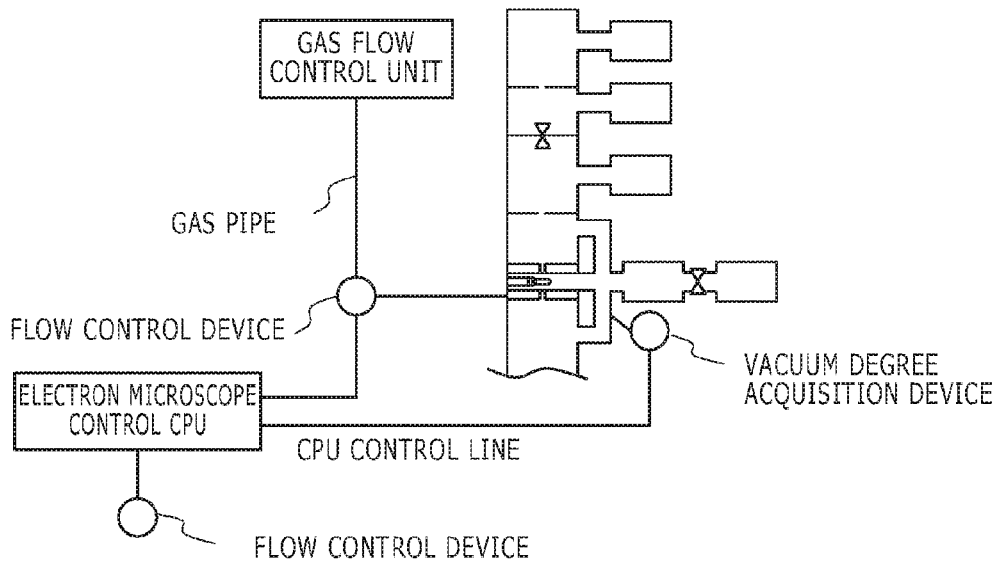 GAS FLOW
CONTROL UNIT
GAS PIPE
FLOW CONTROL DEVICE
VACUUM DEGREE
ACQUISITION DEVICE
ELECTRON MICROSCOPE
CONTROL CPU
CPU CONTROL LINE
FLOW CONTROL DEVICE